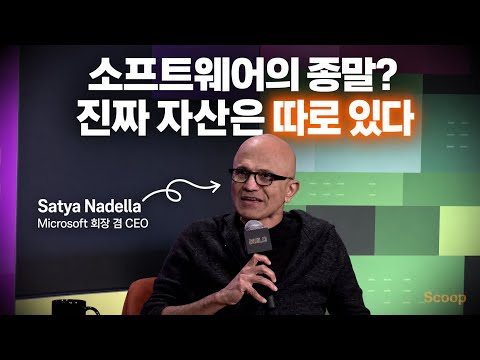 소프트웨어의 종말?
진짜 자산은 따로 있다
Satya Nadella
Microsoft 회장 겸 CEO
Scoop